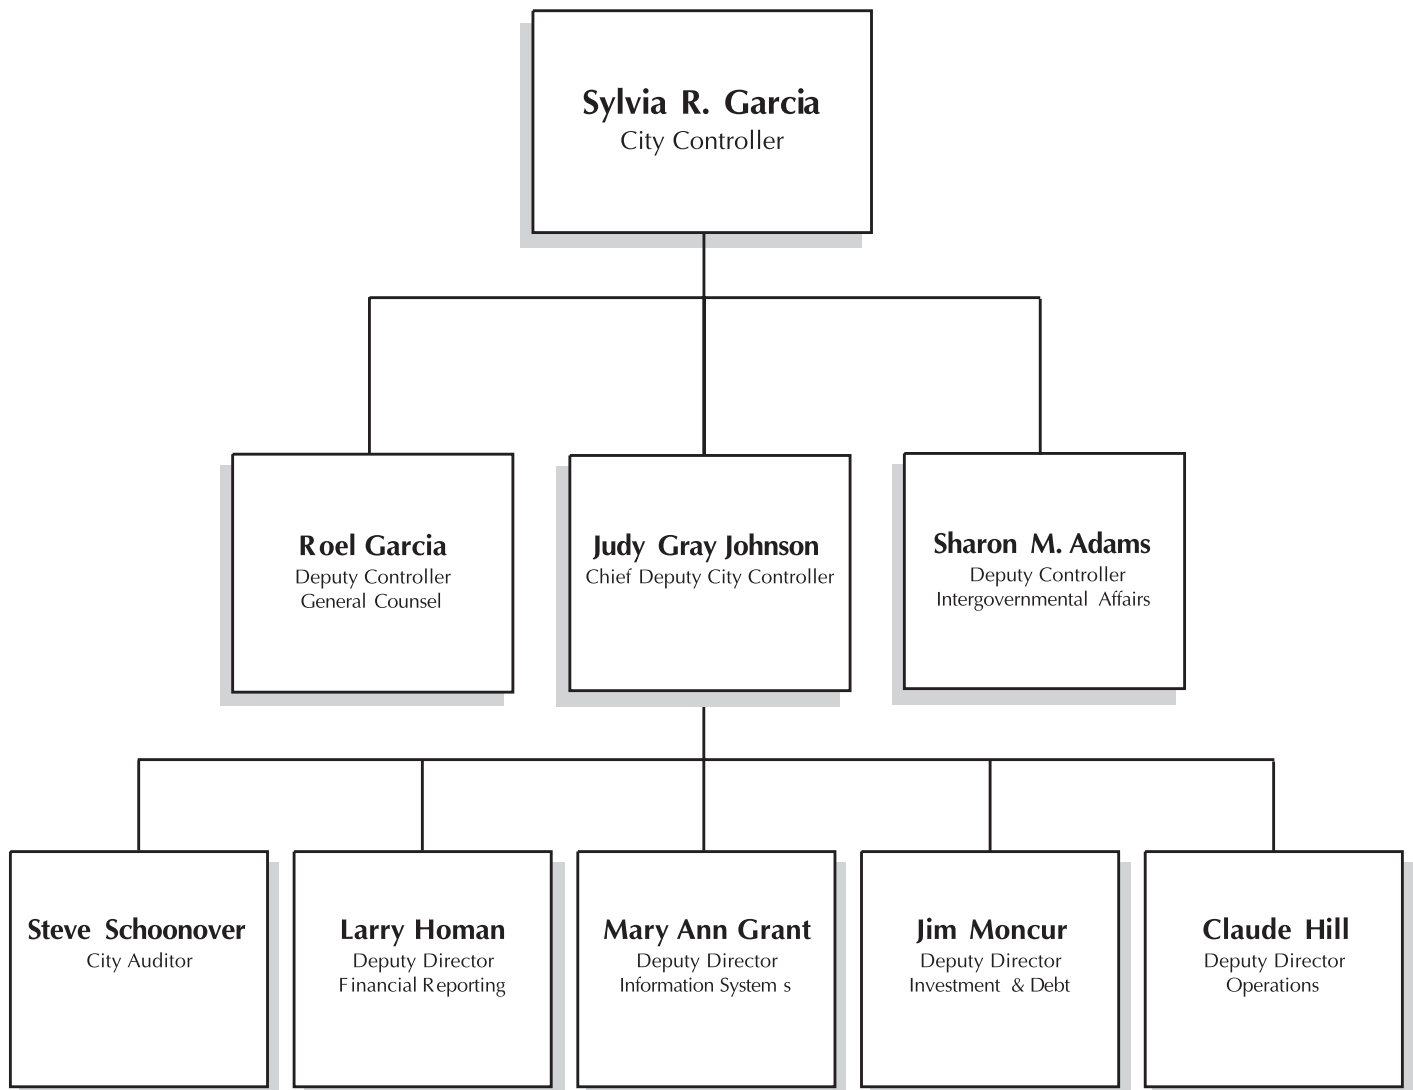 Sylvia R. Garcia
City Controller
Roel Garcia
Deputy Controller
General Counsel
Judy Gray Johnson
Chief Deputy City Controller
Sharon M. Adams
Deputy Controller
Intergovernmental Affairs
Steve Schoonover
City Auditor
Larry Homan
Deputy Director
Financial Reporting
Mary Ann Grant
Deputy Director
Information Systems
Jim Moncur
Deputy Director
Investment & Debt
Claude Hill
Deputy Director
Operations